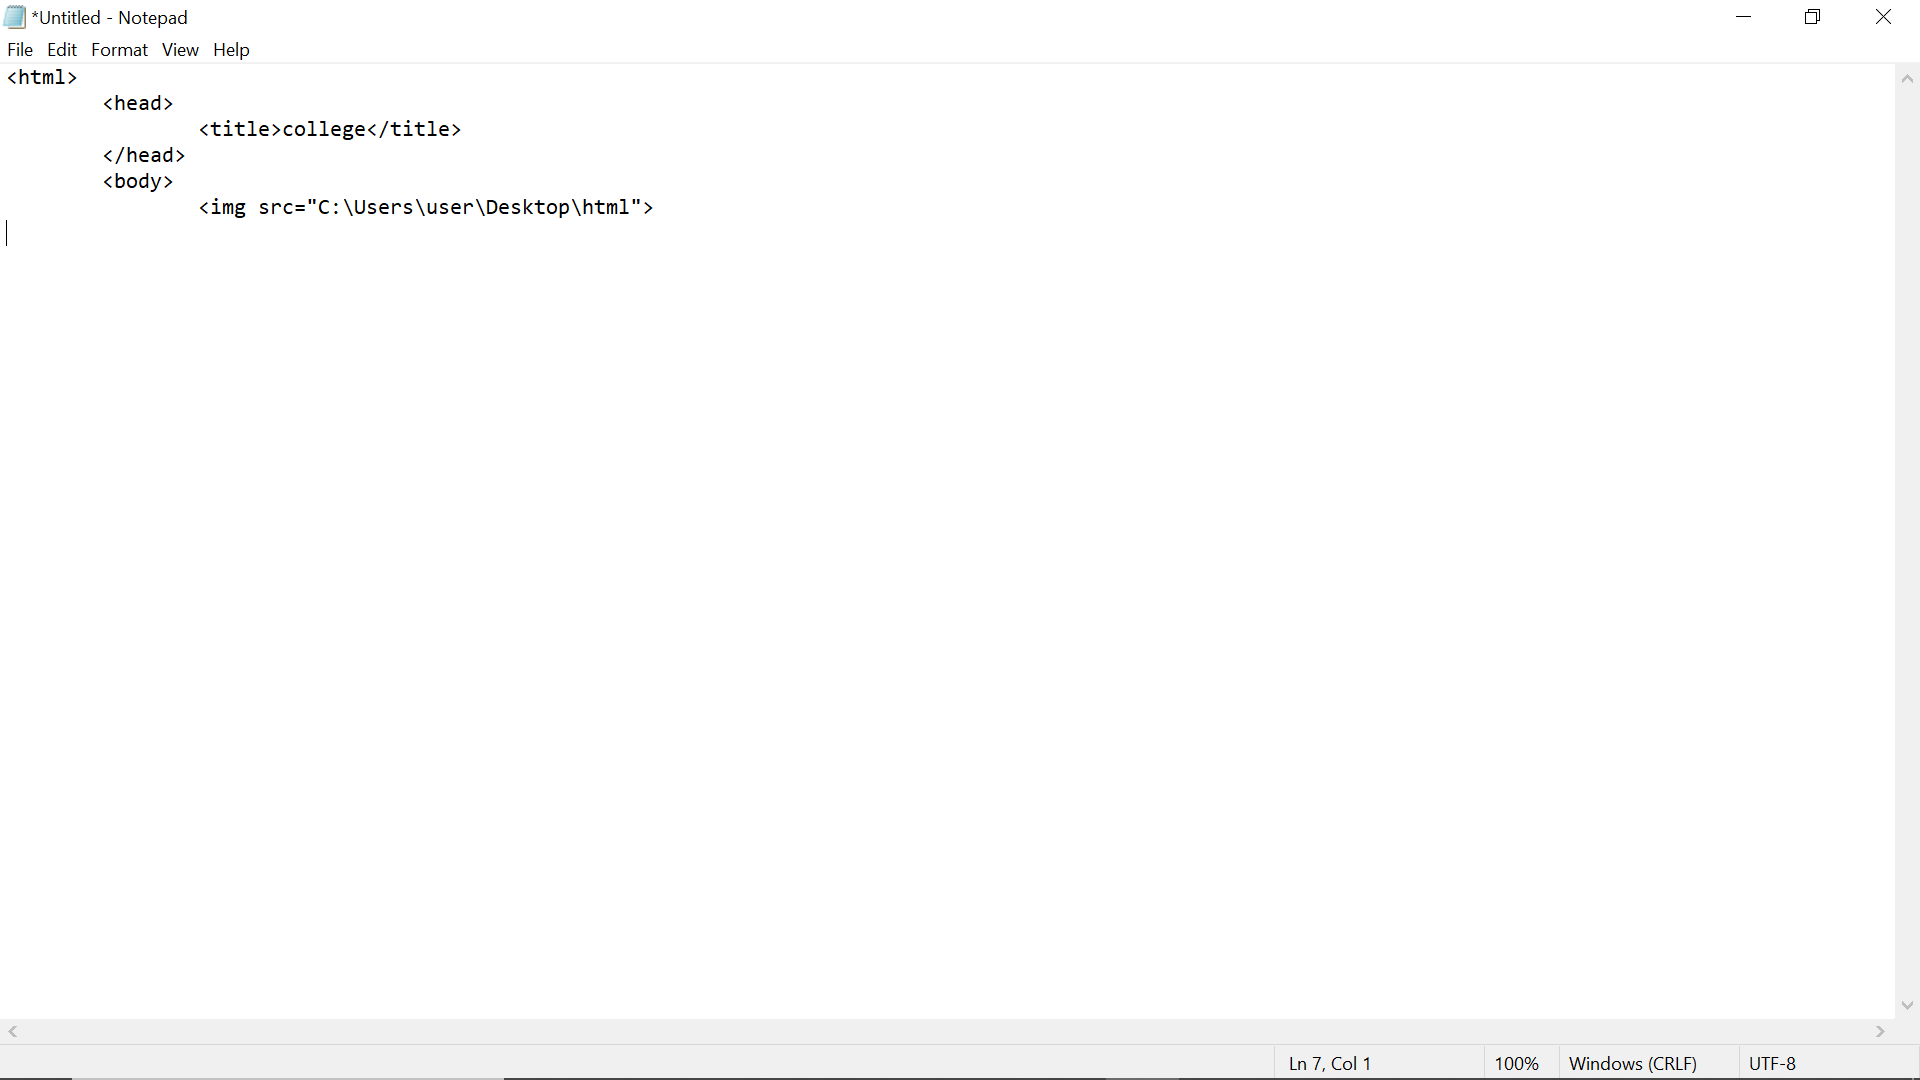 *Untitled - Notepad
File Edit Format View Help
<html>
<head>
<title>college</title>
</head>
<body>
<img src="C:\Users\user\Desktop\html">
Ln 7, Col 1 100% Windows (CRLF) UTF-8